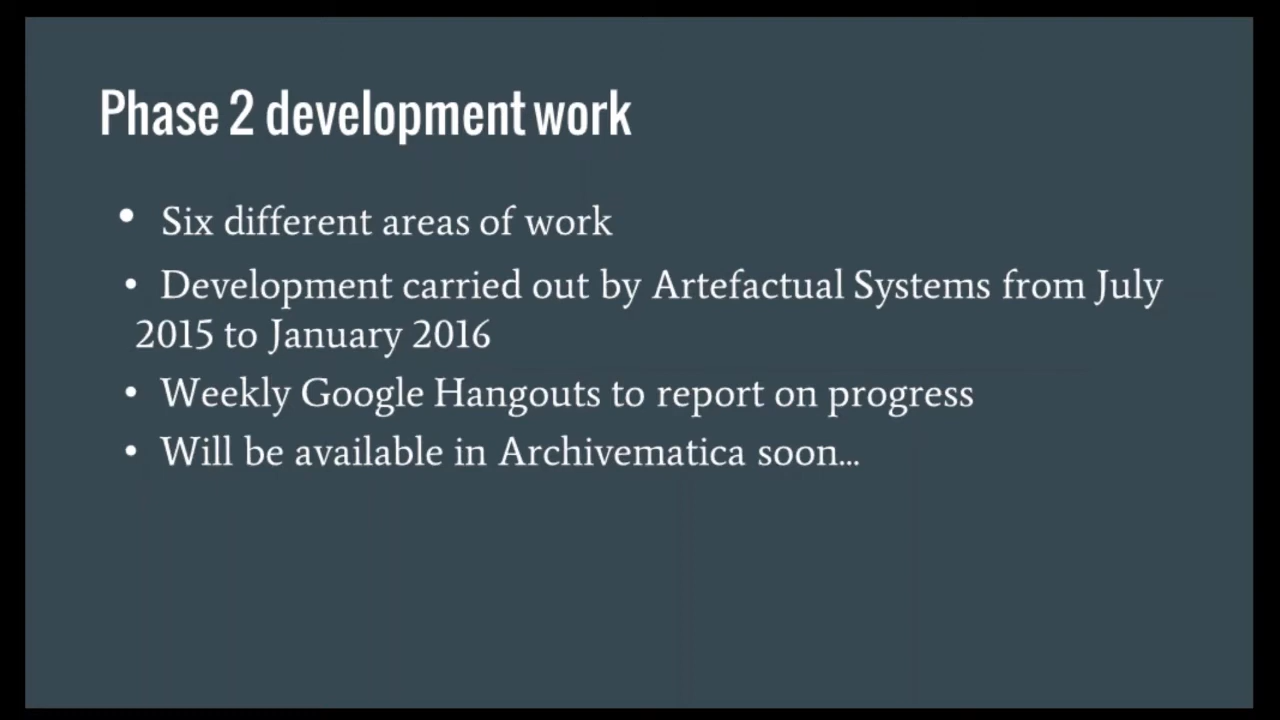 Phase 2 development work
• Six different areas of work
• Development carried out by Artefactual Systems from July
2015 to January 2016
• Weekly Google Hangouts to report on progress
• Will be available in Archivematica soon...